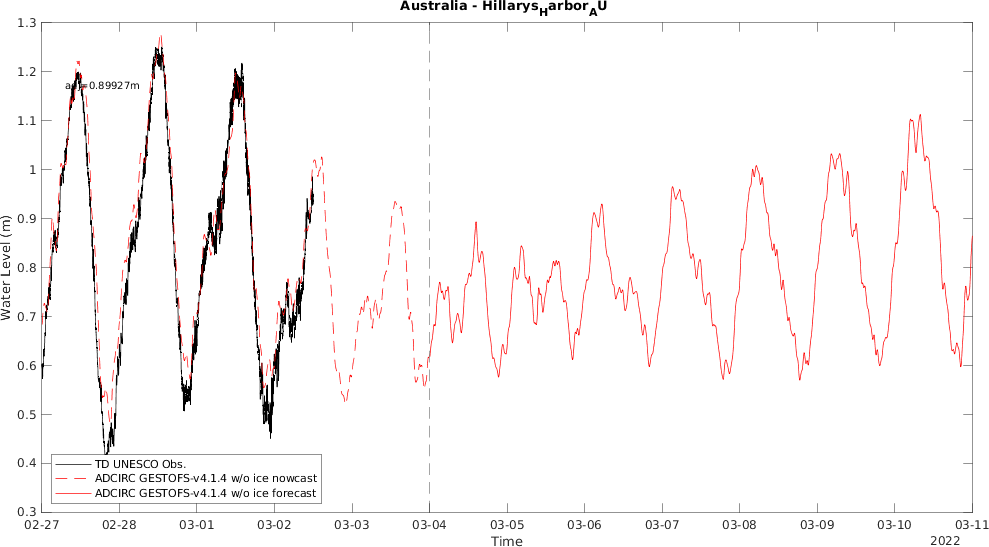 Australia - HillarysHarborAU
1.3
1.2
1.1
1
0.9
0.8
0.7
0.6
0.5
0.4
0.3
Water Level (m)
=0.89927m
TD UNESCO Obs.
ADCIRC GESTOFS-v4.1.4 w/o ice nowcast
ADCIRC GESTOFS-v4.1.4 w/o ice forecast
02-27 02-28 03-01 03-02 03-03 03-04 03-05 03-06 03-07 03-08 03-09 03-10 03-11
Time
2022